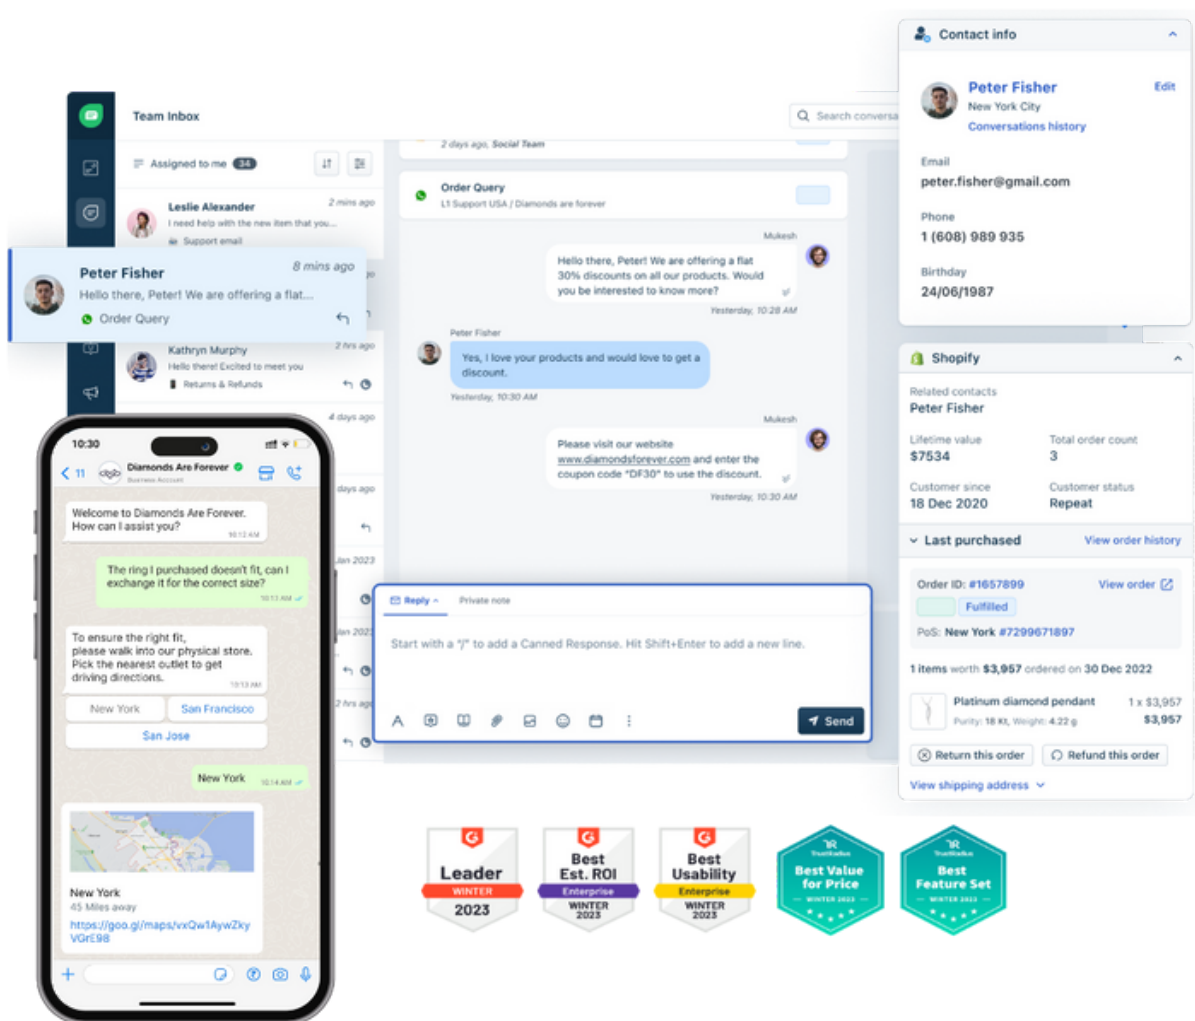 Team Inbox
Search conversa
Assigned to me 34
Leslie Alexander
2 mins ago
I need help with the new item that you...
Support email
Peter Fisher
8 mins ago
Hello there, Peter! We are offering a flat...
Order Query
Kathryn Murphy
2 hrs ago
Hello there! Excited to meet you
Returns & Refunds
4 days ago
days ago
Jan 2023
Jan 2023
2 hrs ago
2 days ago, Social Team
Order Query
L1 Support USA / Diamonds are forever
Mukesh
Hello there, Peter! We are offering a flat
30% discounts on all our products. Would
you be interested to know more?
Yesterday, 10:28 AM
Peter Fisher
Yes, I love your products and would love to get a
discount.
Yesterday, 10:30 AM
Mukesh
Please visit our website
www.diamondsforever.com and enter the
coupon code "DF30" to use the discount.
Yesterday, 10:30 AM
Reply
Private note
Start with a "/" to add a Canned Response. Hit Shift+Enter to add a new line.
Send
Contact info
Peter Fisher
Edit
New York City
Conversations history
Email
peter.fisher@gmail.com
Phone
1 (608) 989 935
Birthday
24/06/1987
Shopify
Related contacts
Peter Fisher
Lifetime value
Total order count
$7534
3
Customer since
Customer status
18 Dec 2020
Repeat
Last purchased
View order history
Order ID: #1657899
View order
Fulfilled
PoS: New York #7299671897
1 items worth $3,957 ordered on 30 Dec 2022
Platinum diamond pendant
1 x $3,957
Purity: 18 Kt, Weight: 4.22 g
$3,957
Return this order
Refund this order
View shipping address
10:30
11
Diamonds Are Forever
Business Account
Welcome to Diamonds Are Forever.
How can I assist you?
10:12 AM
The ring I purchased doesn't fit, can I
exchange it for the correct size?
10:13 AM
To ensure the right fit,
please walk into our physical store.
Pick the nearest outlet to get
driving directions.
10:13 AM
New York
San Francisco
San Jose
New York
10:14 AM
New York
45 Miles away
https://goo.gl/maps/vxQw1AywZky
VGrE98
Leader
WINTER
2023
Best
Est. ROI
Enterprise
WINTER
2023
Best
Usability
Enterprise
WINTER
2023
TrustRadius
Best Value
for Price
WINTER 2023
TrustRadius
Best
Feature Set
WINTER 2023